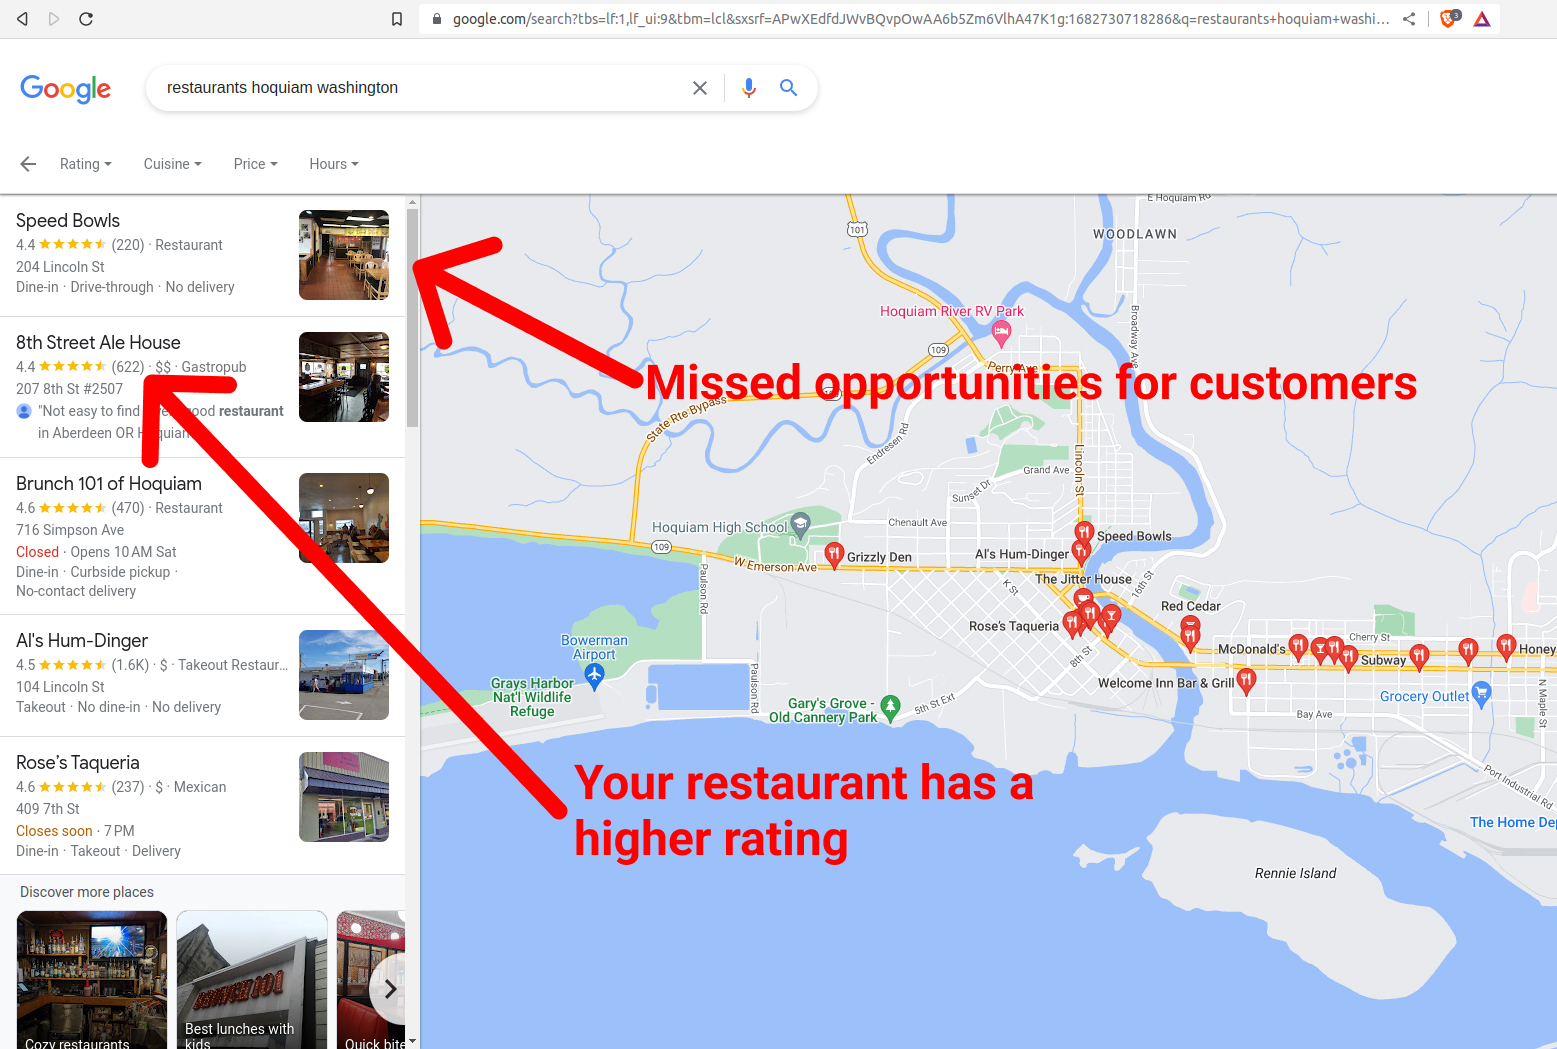 google.com/search?tbs=lf:1,lf_ui:9&tbm=lcl&sxsrf=APwXEdfdJWvBQvpOwAA6b5Zm6VlhA47K1g:1682730718286&q=restaurants+hoquiam+washi...
3
Google
restaurants hoquiam washington
Rating
Cuisine
Price
Hours
Speed Bowls
4.4 (220) · Restaurant
204 Lincoln St
Dine-in · Drive-through · No delivery
8th Street Ale House
4.4 (622) · $$ · Gastropub
207 8th St #2507
"Not easy to find good restaurant
in Aberdeen OR
Brunch 101 of Hoquiam
4.6 (470) · Restaurant
716 Simpson Ave
Closed · Opens 10 AM Sat
Dine-in · Curbside pickup ·
No-contact delivery
Al's Hum-Dinger
4.5 (1.6K) · $ · Takeout Restaur...
104 Lincoln St
Takeout · No dine-in · No delivery
Rose's Taqueria
4.6 (237) · $ · Mexican
409 7th St
Closes soon · 7 PM
Dine-in · Takeout · Delivery
Discover more places
Cozy restaurants
Best lunches with
kids
Quick bite
BRUNCH 101
Missed opportunities for customers
Your restaurant has a
higher rating
E Hoquiam Rd
101
WOODLAWN
Hoquiam River RV Park
Broadway Ave
109
Perry Ave
State Rte Bypass
Endresen Rd
Lincoln St
Grand Ave
Sunset Dr
Chenault Ave
Hoquiam High School
109
W Emerson Ave
Grizzly Den
Al's Hum-Dinger
Speed Bowls
The Jitter House
K St
16th St
Paulson Rd
Red Cedar
Rose's Taqueria
Bowerman
Airport
8th St
McDonald's
Cherry St
Subway
Honey
Welcome Inn Bar & Grill
Grays Harbor
Nat'l Wildlife
Refuge
Paulson Rd
Gary's Grove -
Old Cannery Park
5th St Ext
Grocery Outlet
Bay Ave
N Maple St
Port Industrial Rd
The Home Dep
Rennie Island